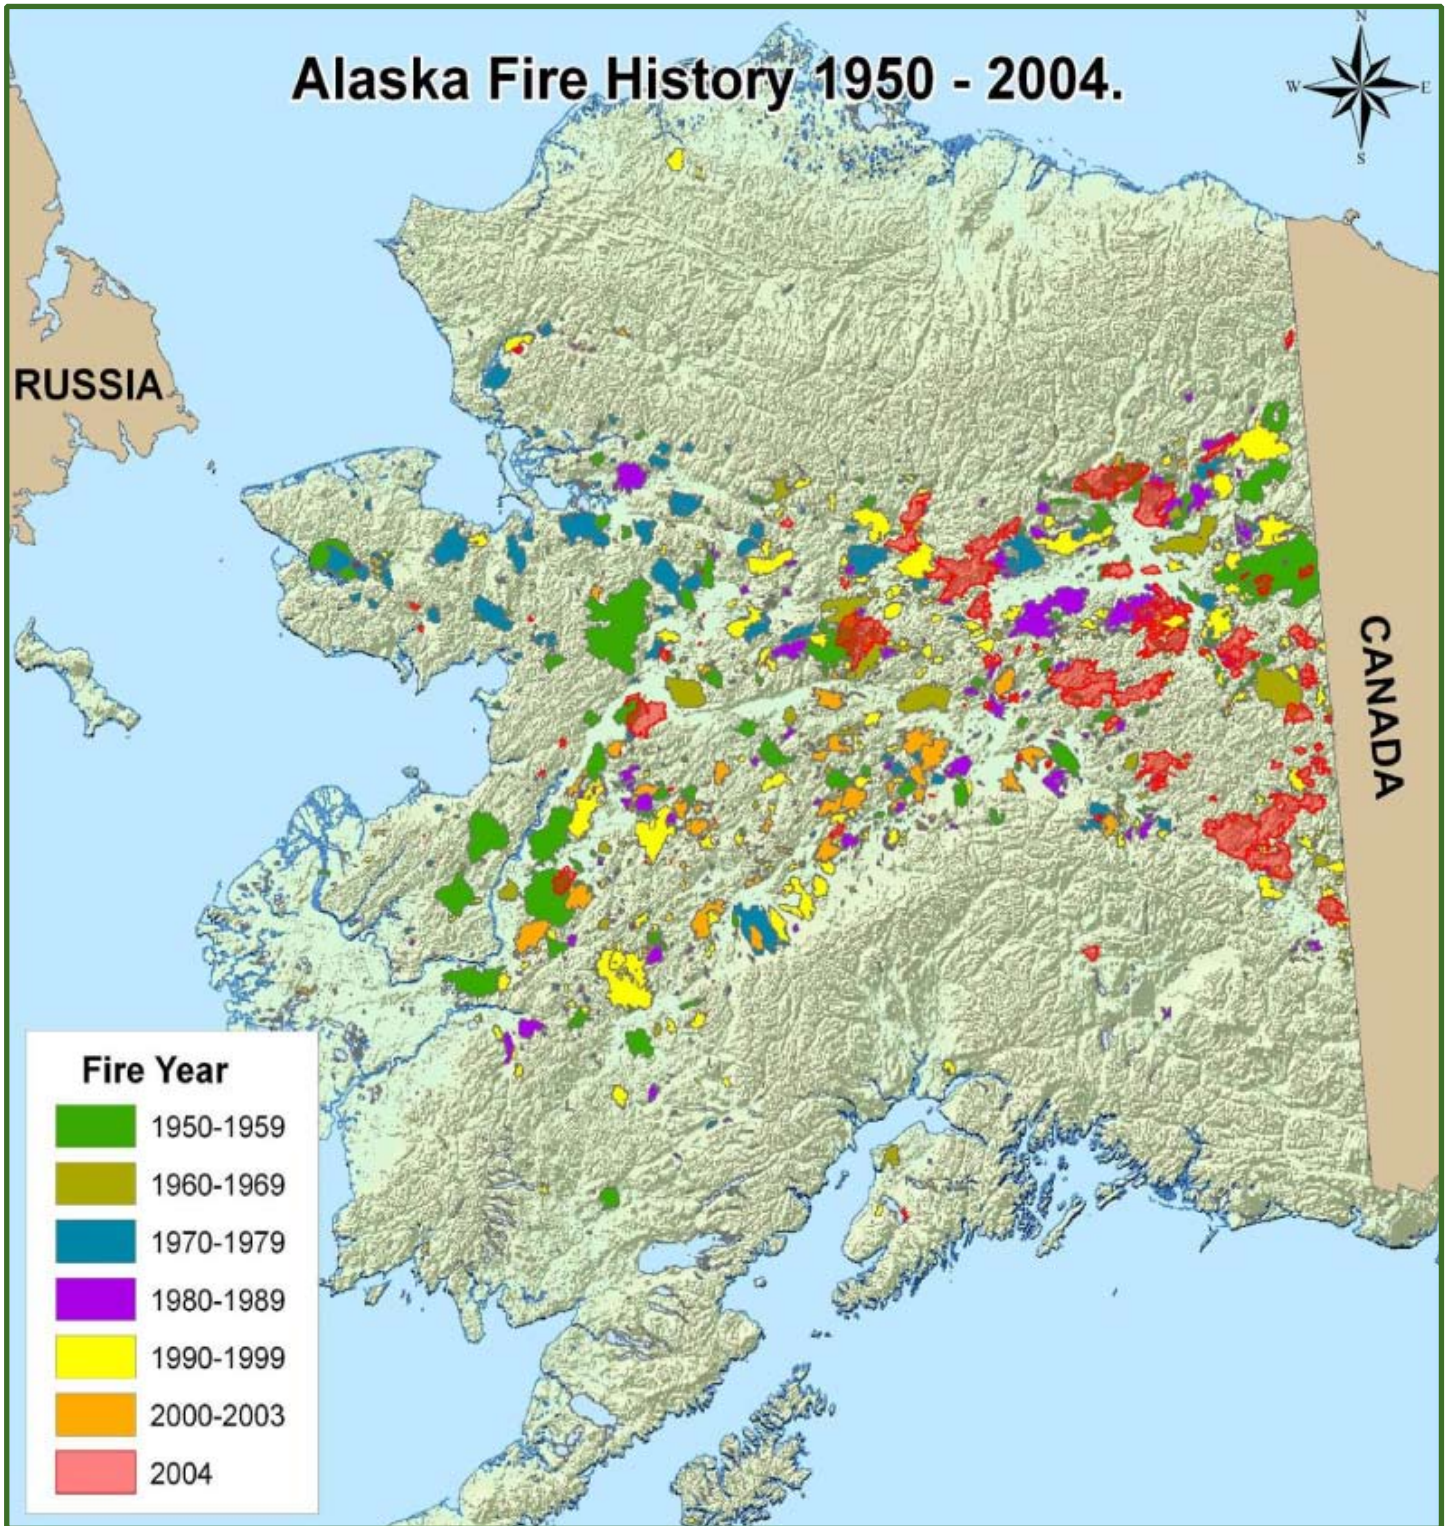 Alaska Fire History 1950 - 2004.
N
W
E
S
RUSSIA
CANADA
Fire Year
1950-1959
1960-1969
1970-1979
1980-1989
1990-1999
2000-2003
2004